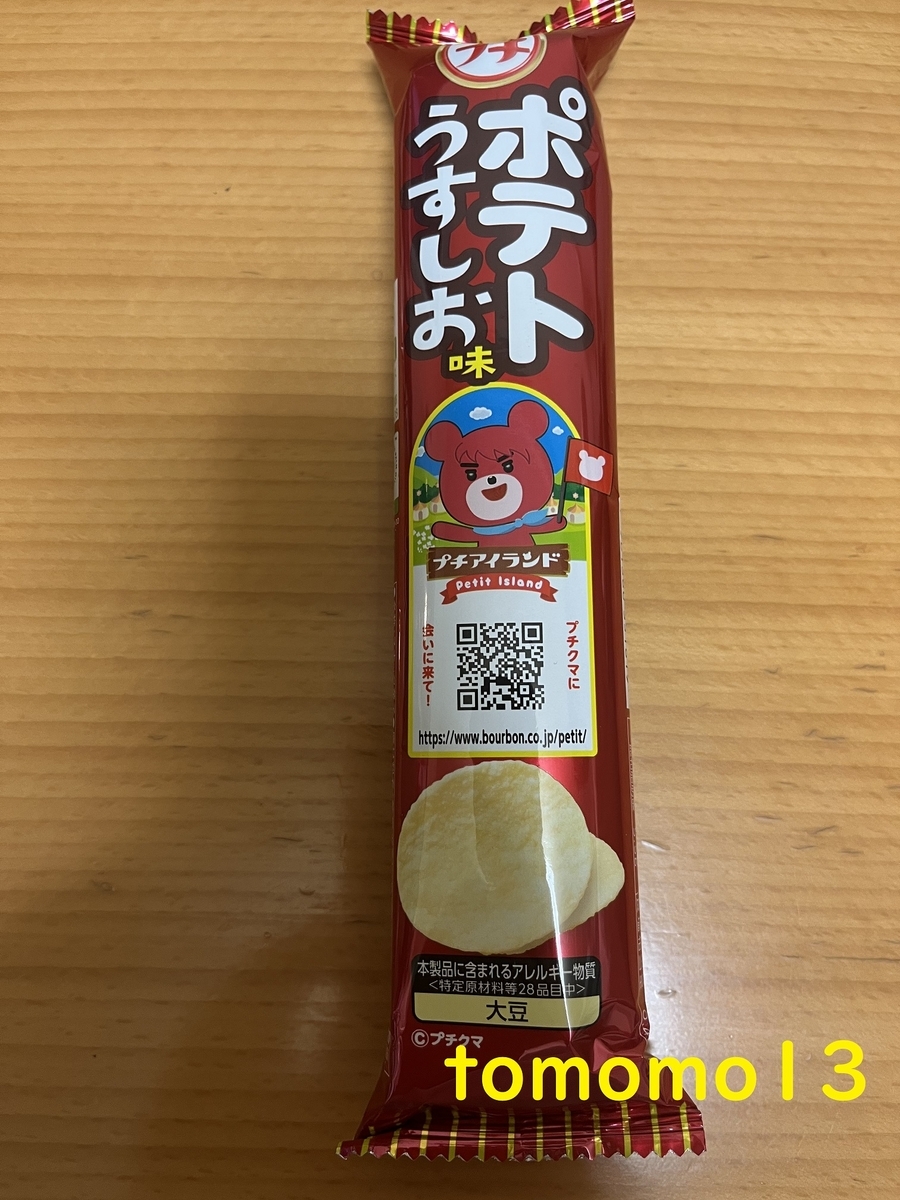 プチ
ポテト
うすしお味
プチアイランド
Petit Island
プチクマに
会いに来て!
https://www.bourbon.co.jp/petit/
本製品に含まれるアレルギー物質
<特定原材料等28品目中>
大豆
©プチクマ
tomomo13